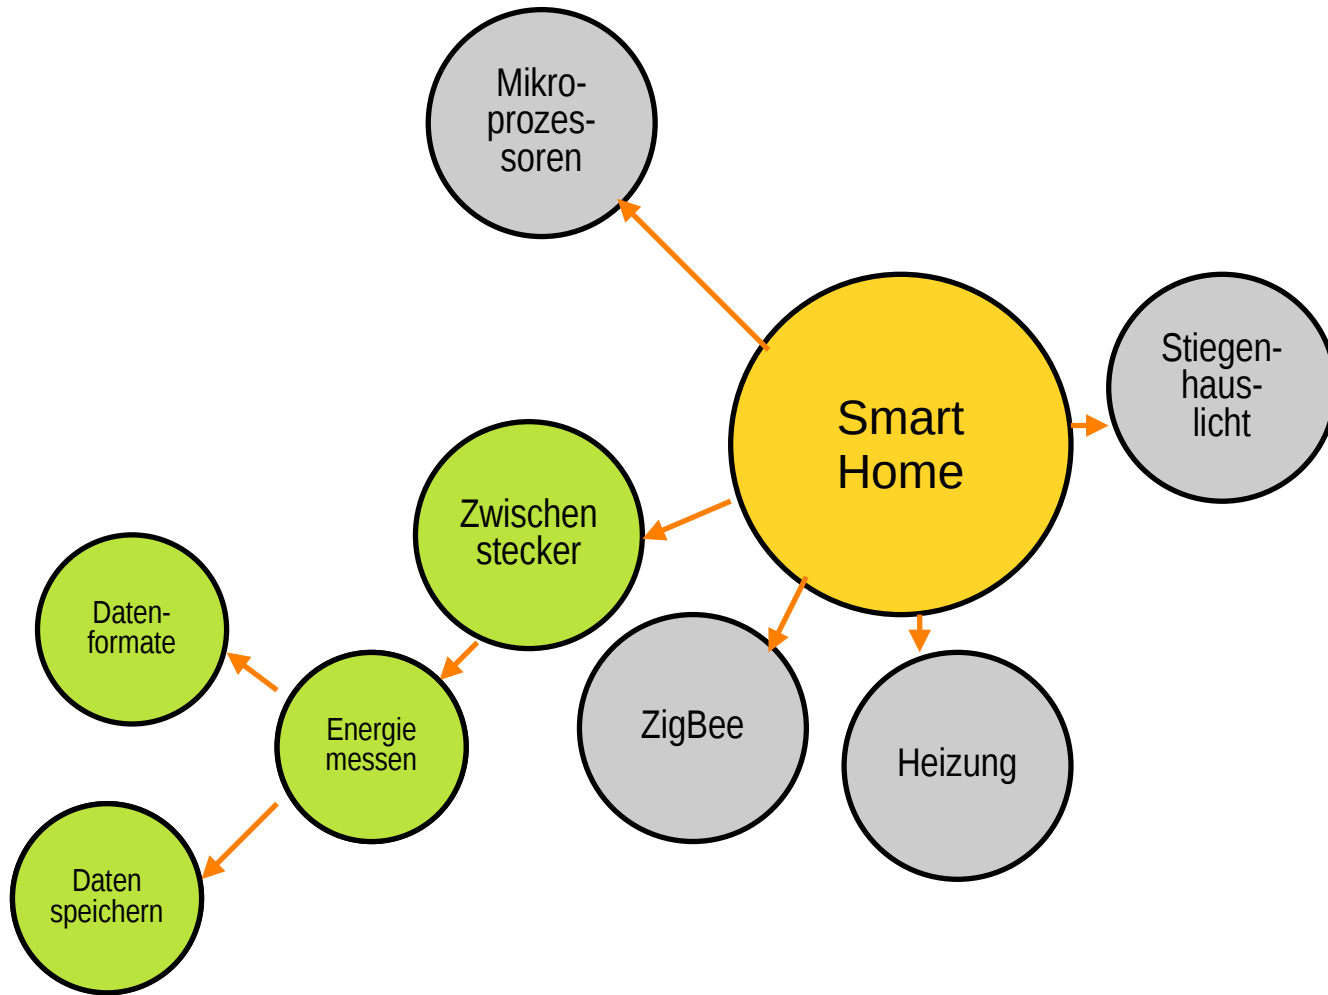 Mikro-
prozes-
soren
Stiegen-
haus-
licht
Smart
Home
Zwischen
stecker
Daten-
formate
Energie
messen
ZigBee
Heizung
Daten
speichern